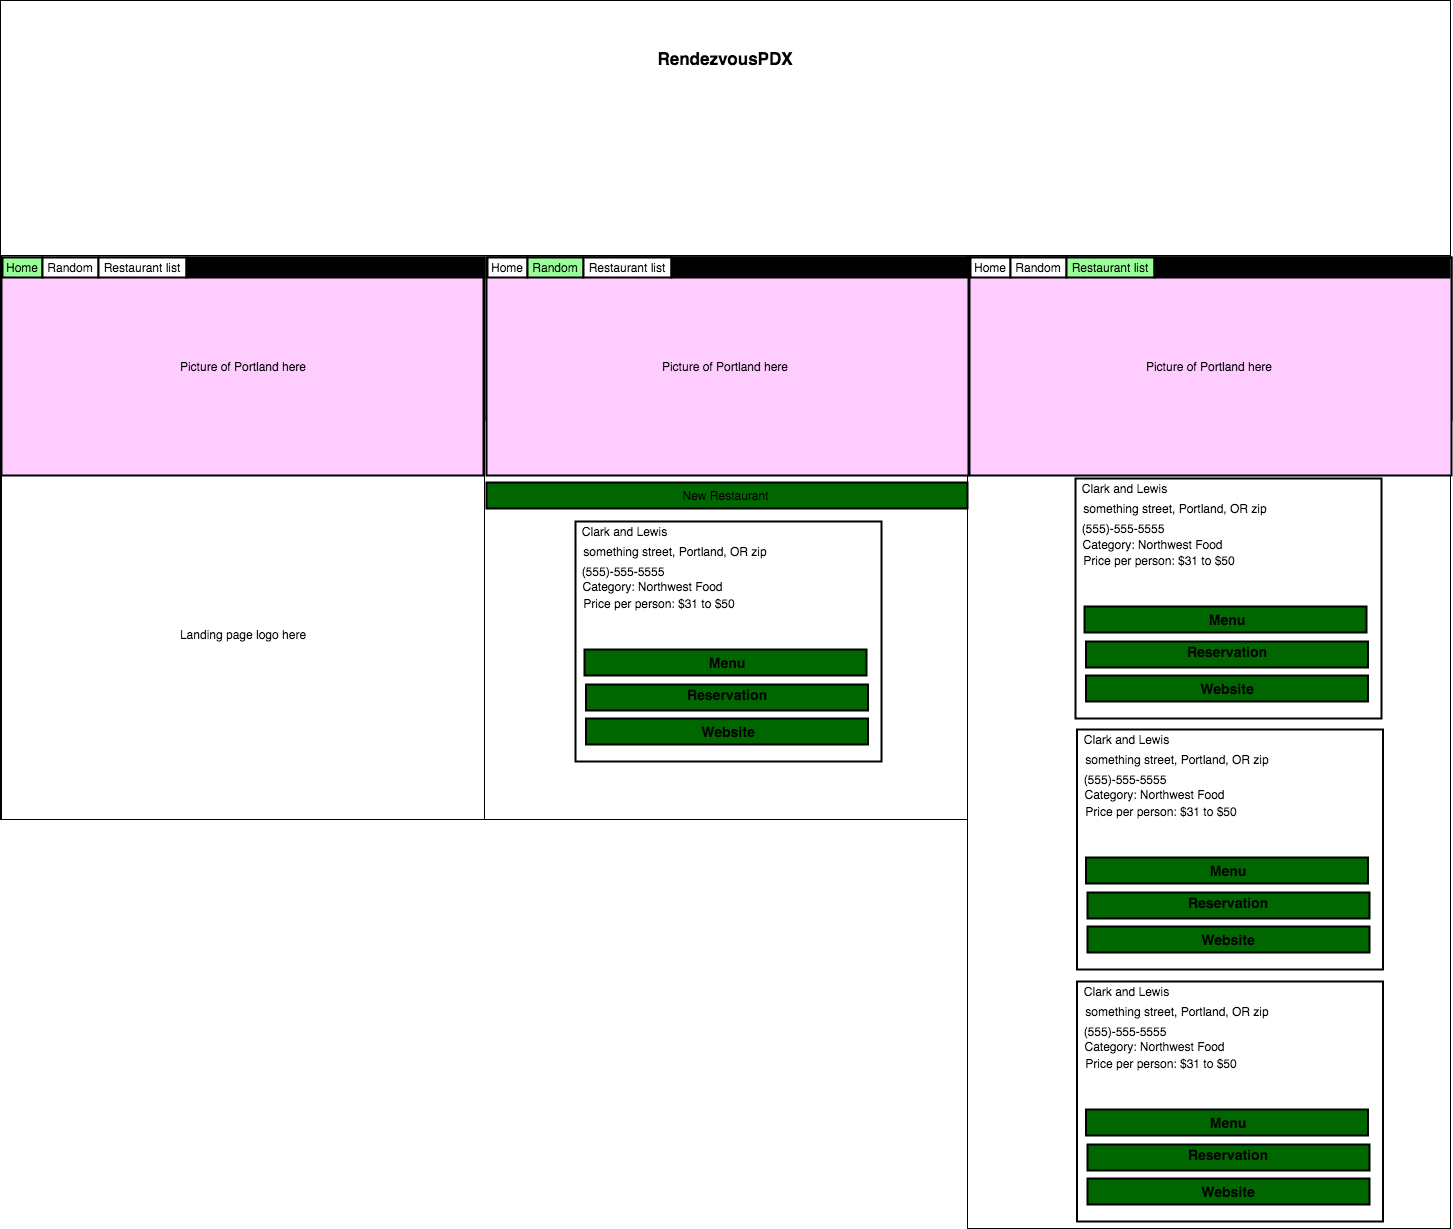 RendezvousPDX
Home Random Restaurant list
Picture of Portland here
Landing page logo here
Home Random Restaurant list
Picture of Portland here
New Restaurant
Clark and Lewis
something street, Portland, OR zip
(555)-555-5555
Category: Northwest Food
Price per person: $31 to $50
Menu
Reservation
Website
Home Random Restaurant list
Picture of Portland here
Clark and Lewis
something street, Portland, OR zip
(555)-555-5555
Category: Northwest Food
Price per person: $31 to $50
Menu
Reservation
Website
Clark and Lewis
something street, Portland, OR zip
(555)-555-5555
Category: Northwest Food
Price per person: $31 to $50
Menu
Reservation
Website
Clark and Lewis
something street, Portland, OR zip
(555)-555-5555
Category: Northwest Food
Price per person: $31 to $50
Menu
Reservation
Website